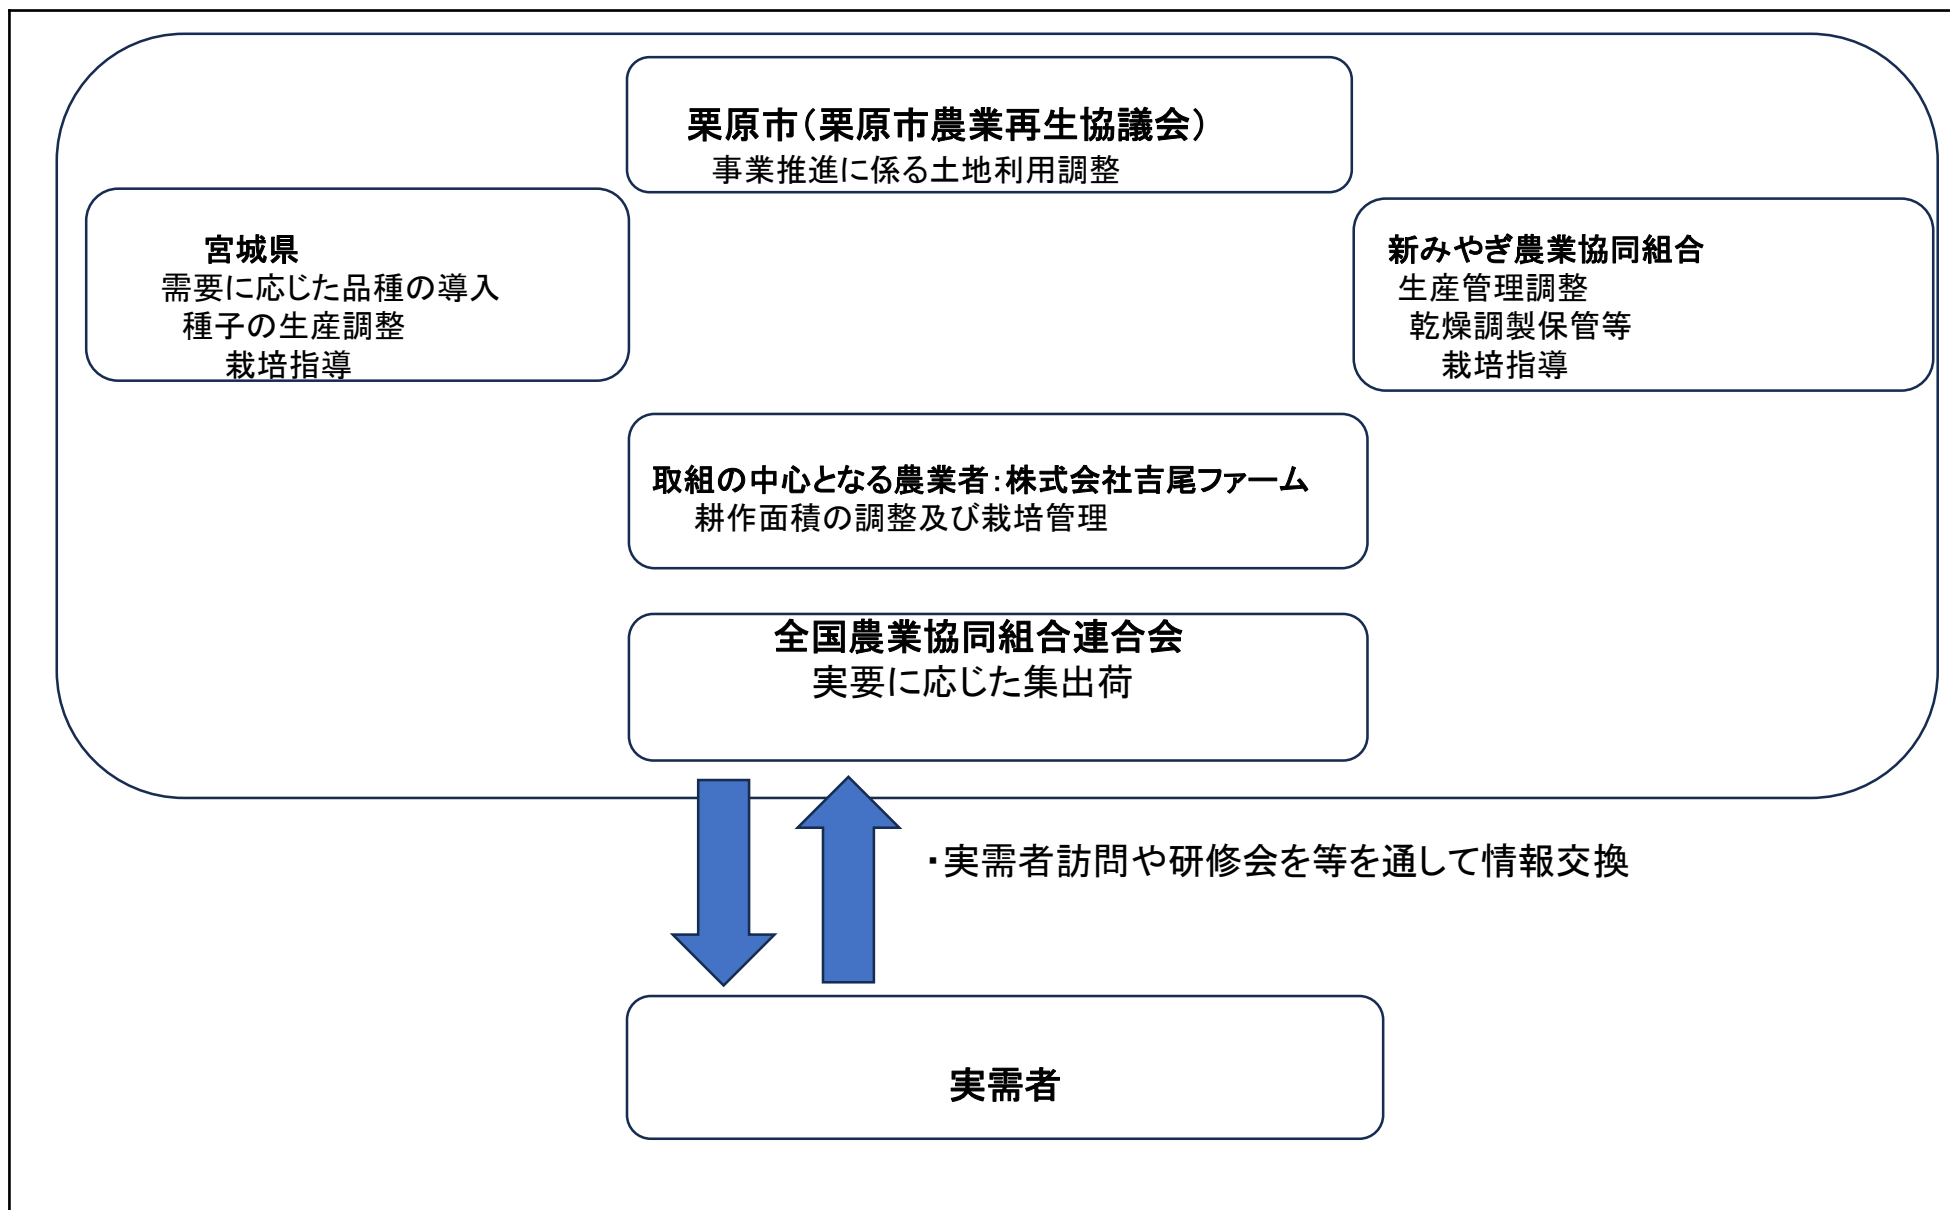 栗原市（栗原市農業再生協議会）
事業推進に係る土地利用調整
宮城県
需要に応じた品種の導入
種子の生産調整
栽培指導
新みやぎ農業協同組合
生産管理調整
乾燥調製保管等
栽培指導
取組の中心となる農業者：株式会社吉尾ファーム
耕作面積の調整及び栽培管理
全国農業協同組合連合会
実要に応じた集出荷
・実需者訪問や研修会を等を通して情報交換
実需者